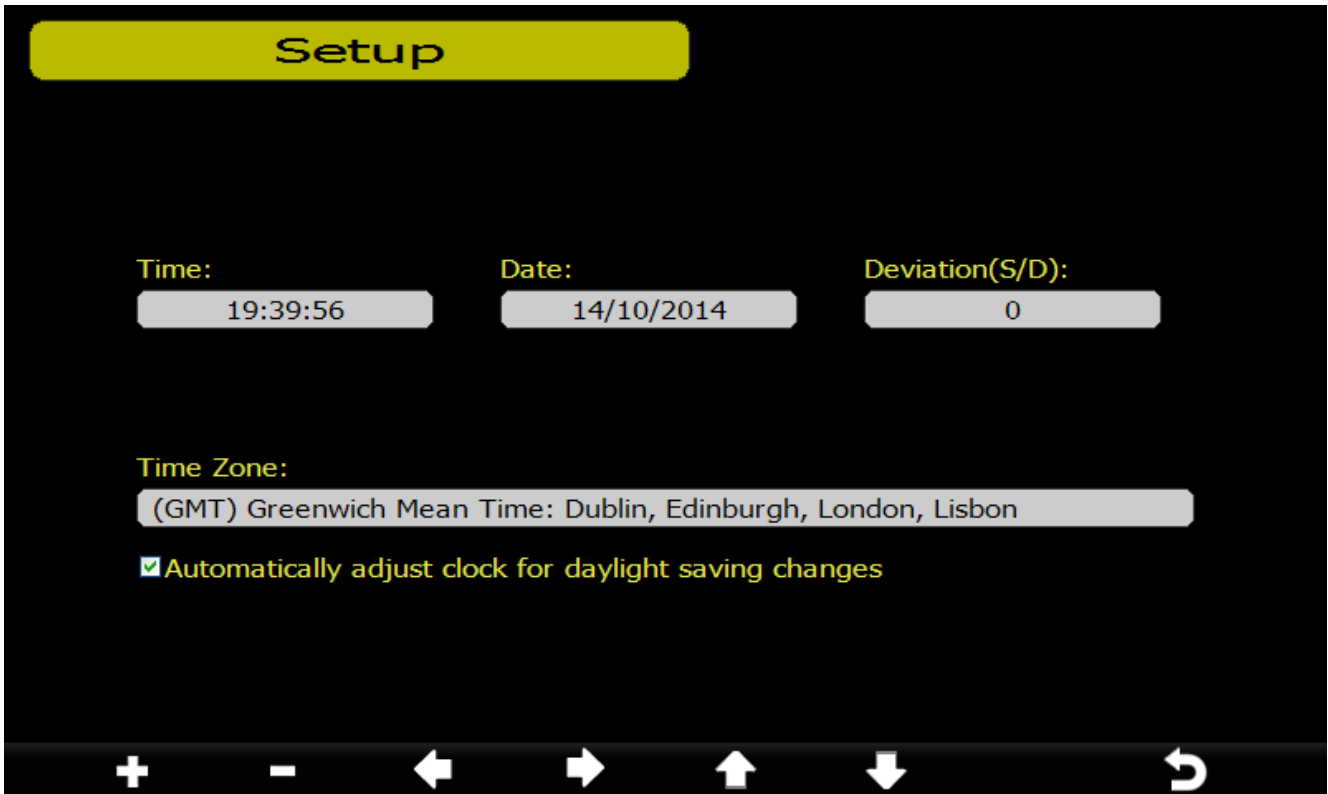 Setup
Time: Date: Deviation(S/D):
19:39:56 14/10/2014 0
Time Zone:
(GMT) Greenwich Mean Time: Dublin, Edinburgh, London, Lisbon
Automatically adjust clock for daylight saving changes